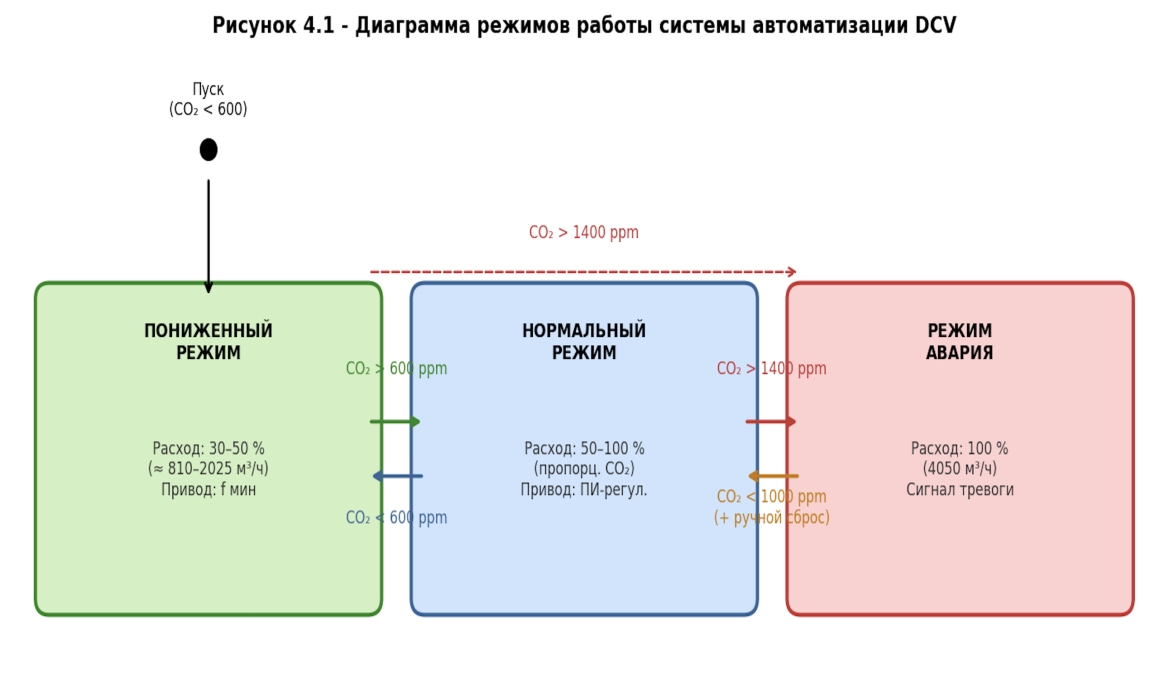 Рисунок 4.1 - Диаграмма режимов работы системы автоматизации DCV
Пуск
(CO₂ < 600)
CO₂ > 1400 ppm
ПОНИЖЕННЫЙ
РЕЖИМ
Расход: 30–50 %
(≈ 810–2025 м³/ч)
Привод: f мин
CO₂ > 600 ppm
CO₂ < 600 ppm
НОРМАЛЬНЫЙ
РЕЖИМ
Расход: 50–100 %
(пропорц. CO₂)
Привод: ПИ-регул.
CO₂ > 1400 ppm
CO₂ < 1000 ppm
(+ ручной сброс)
РЕЖИМ
АВАРИЯ
Расход: 100 %
(4050 м³/ч)
Сигнал тревоги